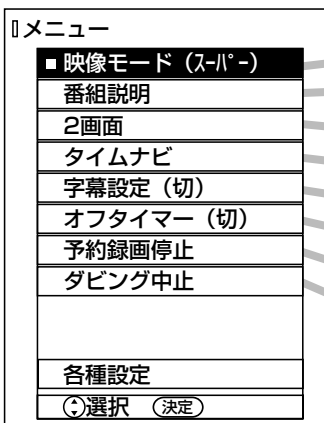 メニュー
映像モード（ｽｰﾊﾟｰ）
番組説明
2画面
タイムナビ
字幕設定（切）
オフタイマー（切）
予約録画停止
ダビング中止
各種設定
選択 決定